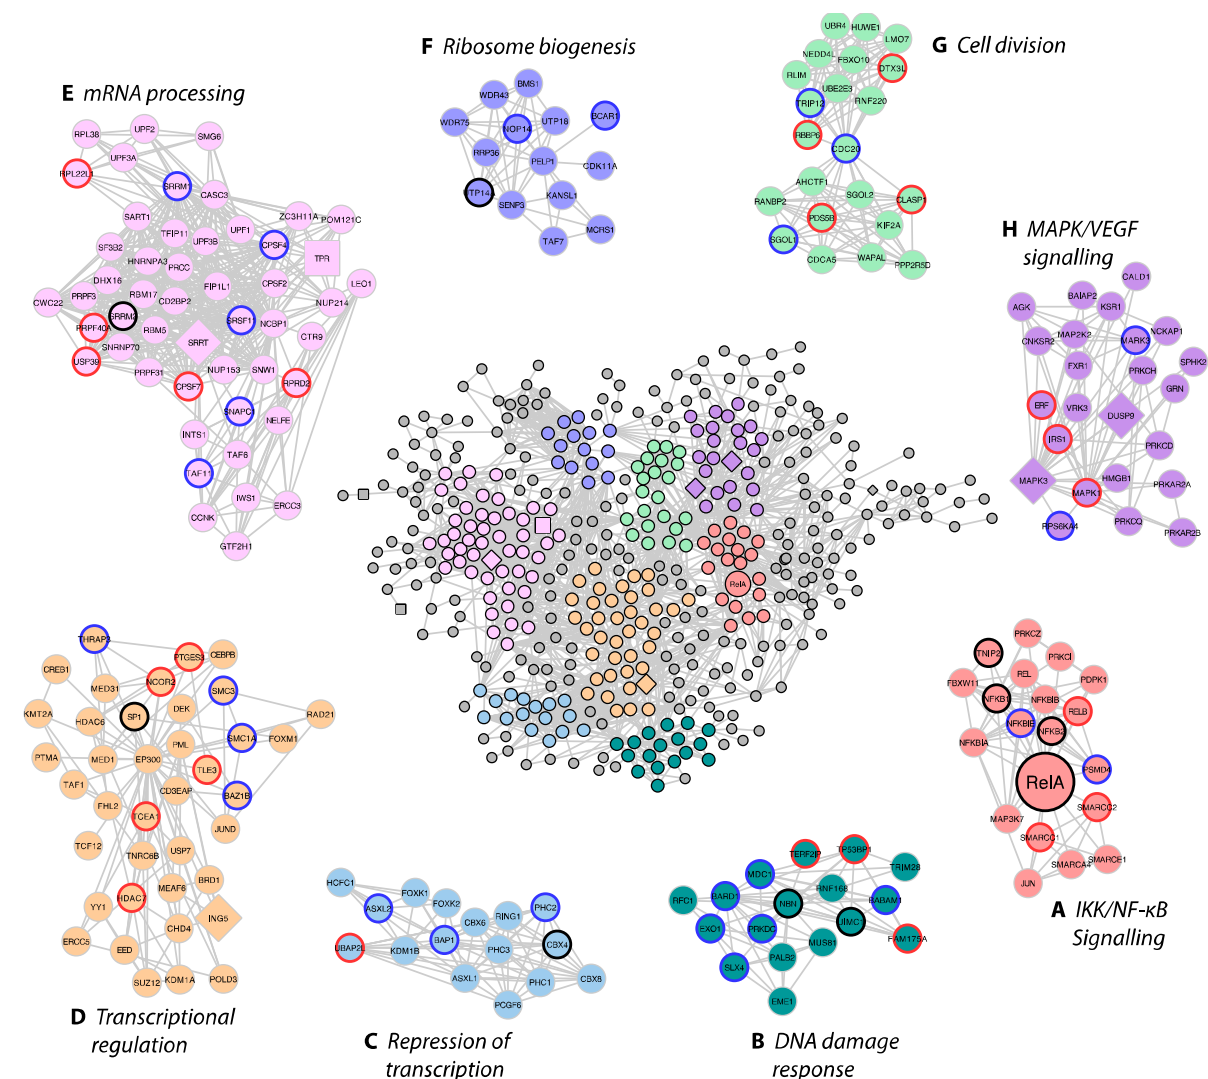 F Ribosome biogenesis
BMS1
WDR43
WDR75
NOP14
UTP18
BCAR1
RRP36
PELP1
CDK11A
UTP14A
SENP3
KANSL1
TAF7
MCRS1
G Cell division
UBR4
HUWE1
LMO7
NEDD4L
FBXO10
DTX3L
RLIM
UBE2E3
TRIP12
RNF220
RBBP6
CDC20
AHCTF1
RANBP2
SGOL2
CLASP1
PDS5B
KIF2A
SGOL1
CDCA5
WAPAL
PPP2R5D
E mRNA processing
RPL38
UPF2
SMG6
UPF3A
RPL22L1
SRRM1
CASC3
SART1
ZC3H11A
POM121C
TFIP11
UPF3B
UPF1
CPSF4
SF3B2
HNRNPA3
PRCC
TPR
DHX16
FIP1L1
CPSF2
LEO1
CWC22
PRPF3
RBM17
CD2BP2
NUP214
SRRM2
SRSF11
NCBP1
PRPF40A
RBM5
SRRT
CTR9
SNRNP70
USP39
PRPF31
NUP153
SNW1
CPSF7
RPRD2
SNAPC1
NELFE
INTS1
TAF6
TAF11
IWS1
ERCC3
CCNK
GTF2H1
H MAPK/VEGF
signalling
CALD1
BAIAP2
AGK
KSR1
NCKAP1
CNKSR2
MAP2K2
MARK3
SPHK2
FXR1
PRKCH
GRN
ERF
VRK3
DUSP9
IRS1
PRKCD
MAPK3
HMGB1
MAPK1
PRKAR2A
RPS6KA4
PRKCQ
PRKAR2B
RelA
D Transcriptional
regulation
THRAP3
PTGES3
CEBPB
CREB1
NCOR2
MED31
SMC3
KMT2A
HDAC6
SP1
DEK
RAD21
SMC1A
FOXM1
PML
PTMA
MED1
EP300
TLE3
TAF1
CD3EAP
BAZ1B
FHL2
TCEA1
JUND
TCF12
TNRC6B
USP7
BRD1
MEAF6
YY1
HDAC7
ING5
CHD4
ERCC5
EED
SUZ12
KDM1A
POLD3
C Repression of
transcription
HCFC1
FOXK1
ASXL2
FOXK2
PHC2
CBX6
RING1
UBAP2L
KDM1B
BAP1
PHC3
CBX4
ASXL1
PHC1
CBX8
PCGF6
B DNA damage
response
TERF2IP
TP53BP1
TRIM28
MDC1
RNF168
RFC1
BARD1
NBN
BABAM1
UIMC1
EXO1
PRKDC
MUS81
FAM175A
SLX4
PALB2
EME1
A IKK/NF-κB
Signalling
PRKCZ
TNIP2
PRKCI
FBXW11
REL
PDPK1
NFKB1
NFKBIB
RELB
NFKBIE
NFKB2
NFKBIA
PSMD4
RelA
MAP3K7
SMARCC2
SMARCC1
SMARCA4
SMARCE1
JUN